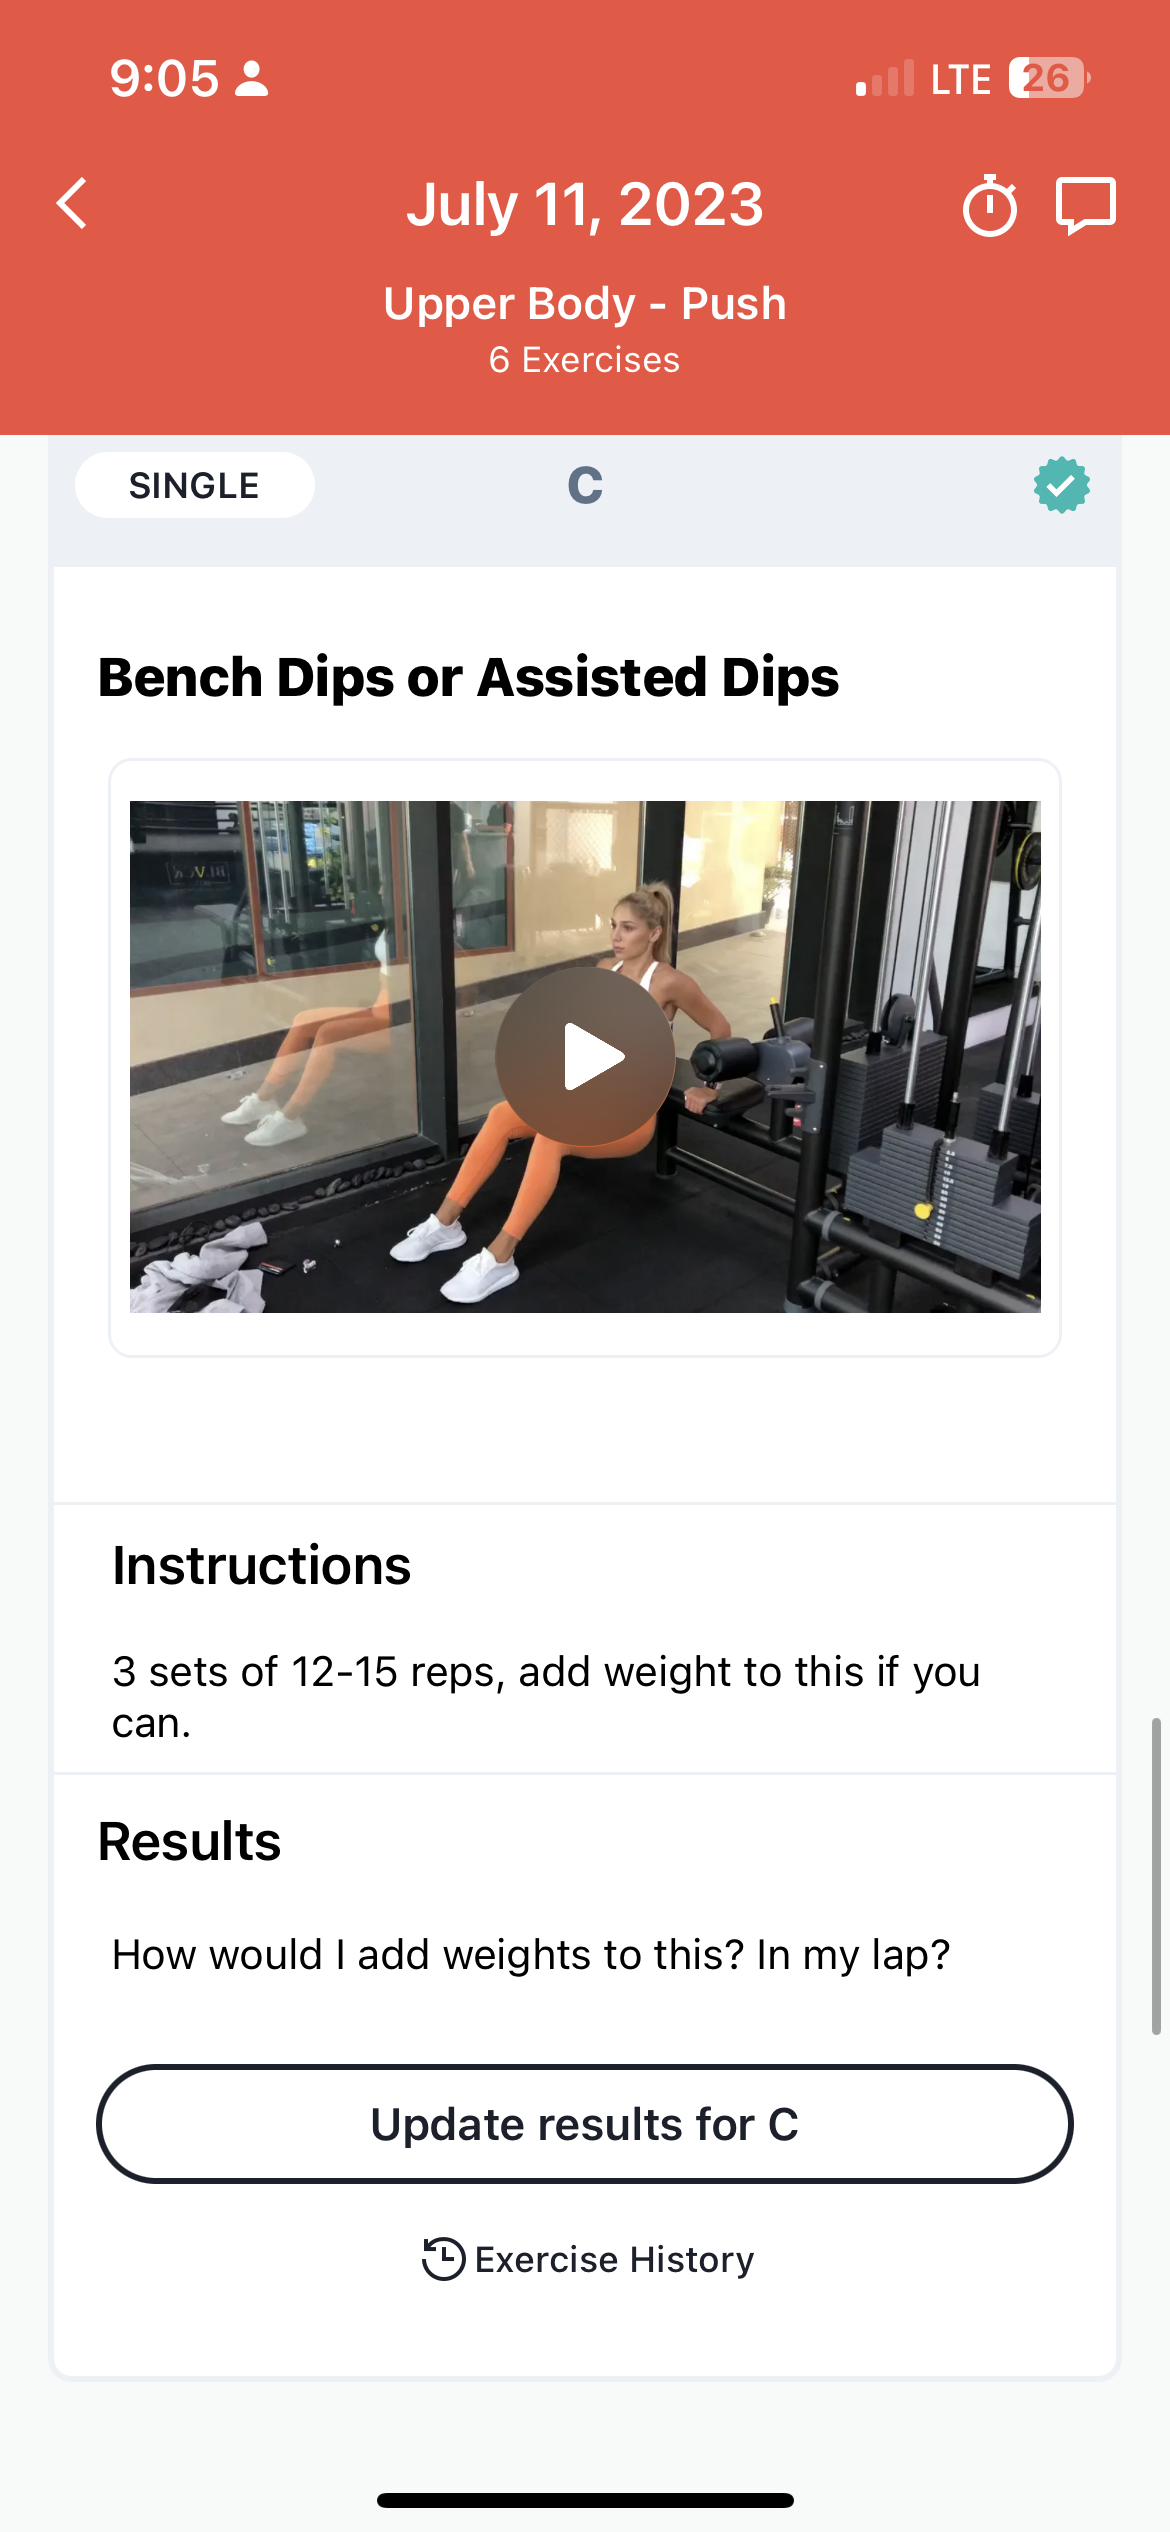 9:05 LTE 26
July 11, 2023
Upper Body - Push
6 Exercises
SINGLE C
Bench Dips or Assisted Dips
Instructions
3 sets of 12-15 reps, add weight to this if you
can.
Results
How would I add weights to this? In my lap?
Update results for C
Exercise History